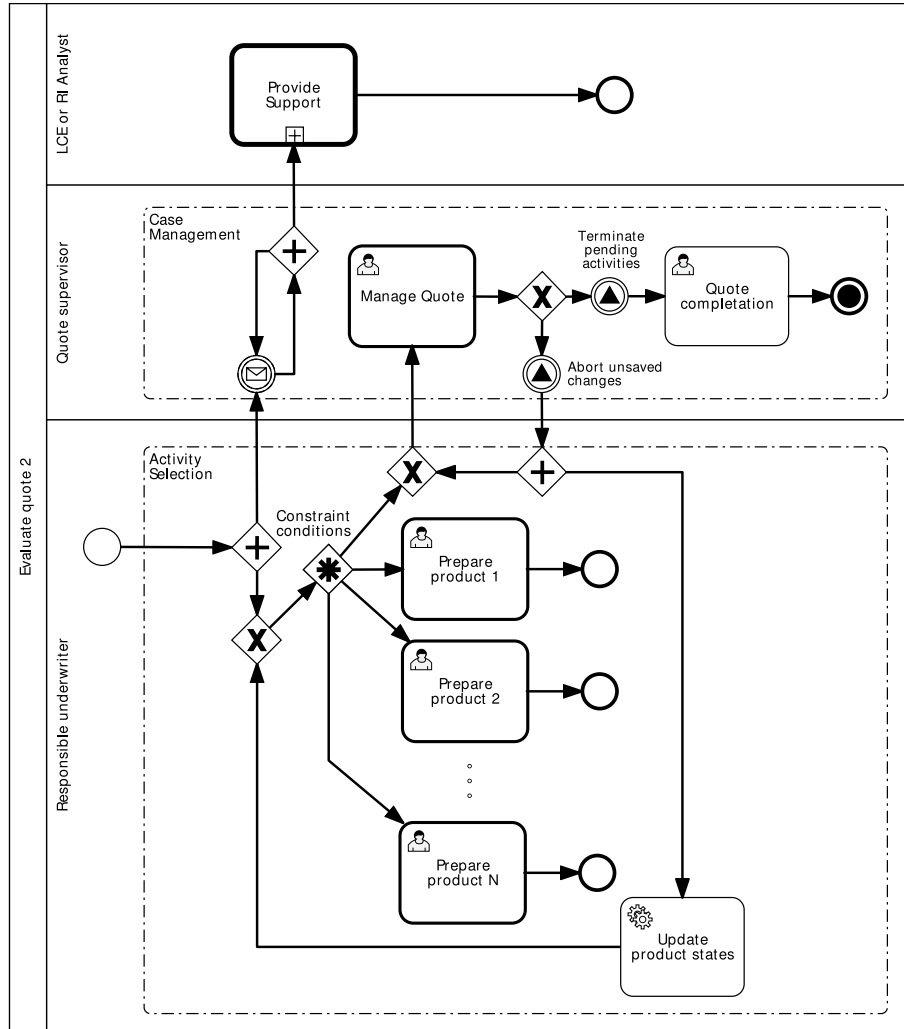 Evaluate quote 2
LCE or RI Analyst
Provide
Support
Quote supervisor
Case
Management
Manage Quote
Terminate
pending
activities
Quote
completation
Abort unsaved
changes
Responsible underwriter
Activity
Selection
Constraint
conditions
Prepare
product 1
Prepare
product 2
Prepare
product N
Update
product states